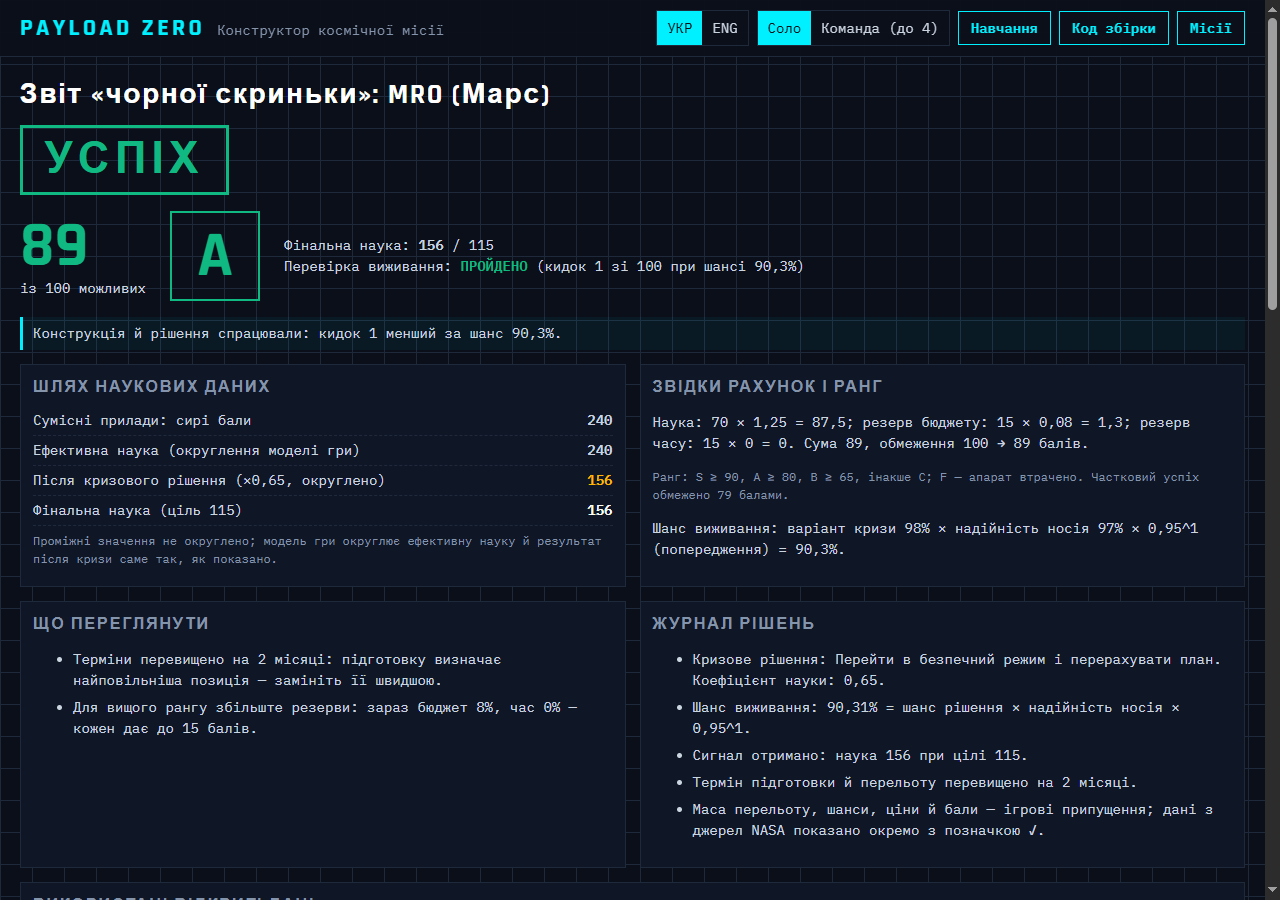 PAYLOAD ZERO Конструктор космічної місії УКР ENG Соло Команда (до 4) Навчання Код збірки Місії
Звіт «чорної скриньки»: MRO (Марс)
УСПІХ
89
із 100 можливих
A
Фінальна наука: 156 / 115
Перевірка виживання: ПРОЙДЕНО (кидок 1 зі 100 при шансі 90,3%)
Конструкція й рішення спрацювали: кидок 1 менший за шанс 90,3%.
ШЛЯХ НАУКОВИХ ДАНИХ
Сумісні прилади: сирі бали 240
Ефективна наука (округлення моделі гри) 240
Після кризового рішення (×0,65, округлено) 156
Фінальна наука (ціль 115) 156
Проміжні значення не округлено; модель гри округлює ефективну науку й результат
після кризи саме так, як показано.
ЗВІДКИ РАХУНОК І РАНГ
Наука: 70 × 1,25 = 87,5; резерв бюджету: 15 × 0,08 = 1,3; резерв
часу: 15 × 0 = 0. Сума 89, обмеження 100 → 89 балів.
Ранг: S ≥ 90, A ≥ 80, B ≥ 65, інакше C; F — апарат втрачено. Частковий успіх
обмежено 79 балами.
Шанс виживання: варіант кризи 98% × надійність носія 97% × 0,95^1
(попередження) = 90,3%.
ЩО ПЕРЕГЛЯНУТИ
• Терміни перевищено на 2 місяці: підготовку визначає
найповільніша позиція — замініть її швидшою.
• Для вищого рангу збільште резерви: зараз бюджет 8%, час 0% —
кожен дає до 15 балів.
ЖУРНАЛ РІШЕНЬ
• Кризове рішення: Перейти в безпечний режим і перерахувати план.
Коефіцієнт науки: 0,65.
• Шанс виживання: 90,31% = шанс рішення × надійність носія ×
0,95^1.
• Сигнал отримано: наука 156 при цілі 115.
• Термін підготовки й перельоту перевищено на 2 місяці.
• Маса перельоту, шанси, ціни й бали — ігрові припущення; дані з
джерел NASA показано окремо з позначкою ✓.